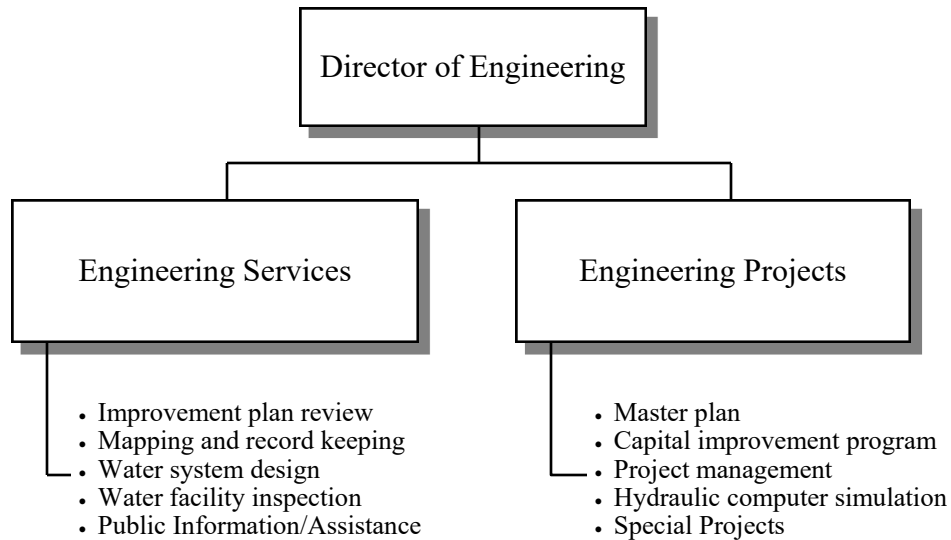 Director of Engineering
Engineering Services
Engineering Projects
• Improvement plan review
• Mapping and record keeping
• Water system design
• Water facility inspection
• Public Information/Assistance
• Master plan
• Capital improvement program
• Project management
• Hydraulic computer simulation
• Special Projects